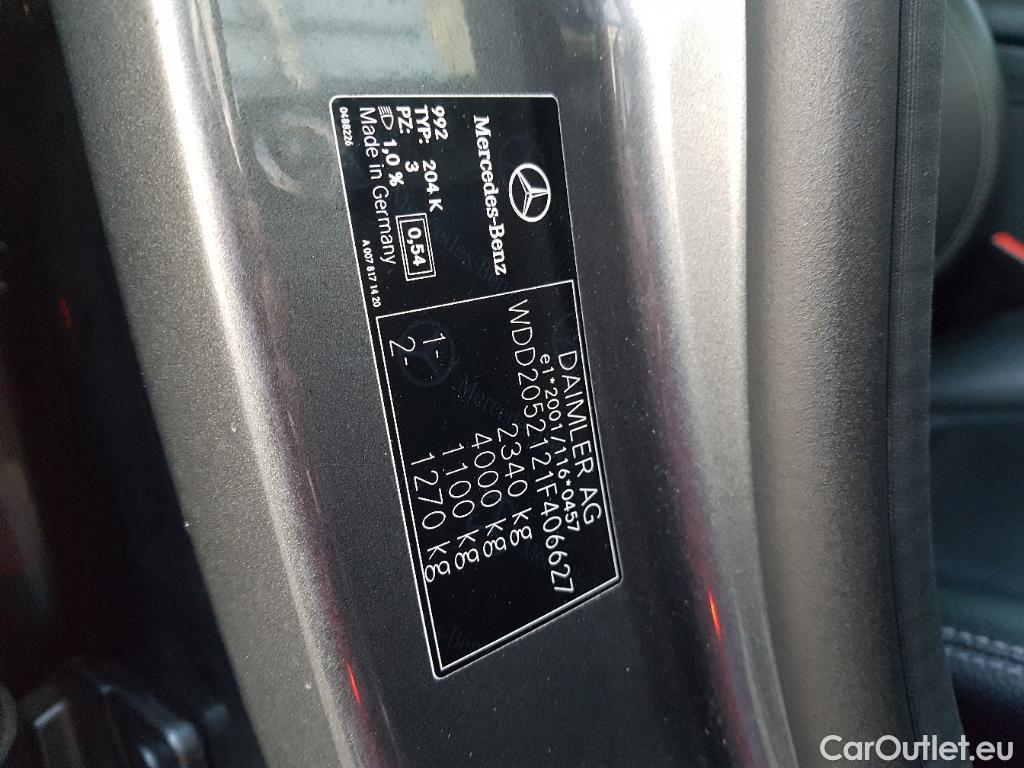 Mercedes-Benz
992
TYP: 204 K
PZ: 3
1,0 %
0,54
Made in Germany
0488226
A 007 817 14 20
DAIMLER AG
e1*2001/116*0457
WDD2052121F406627
2340 kg
4000 kg
1- 1100 kg
2- 1270 kg
CarOutlet.eu